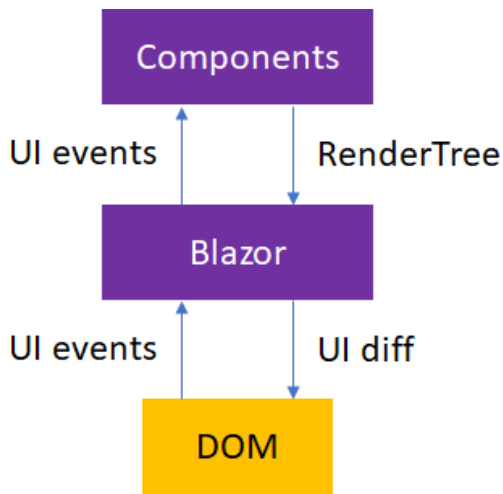 Components
UI events
RenderTree
Blazor
UI events
UI diff
DOM